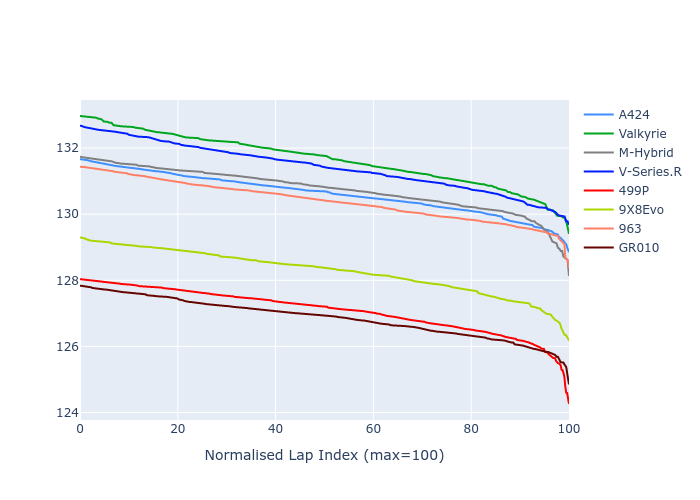 132
130
128
126
124
0 20 40 60 80 100
Normalised Lap Index (max=100)
A424
Valkyrie
M-Hybrid
V-Series.R
499P
9X8Evo
963
GR010